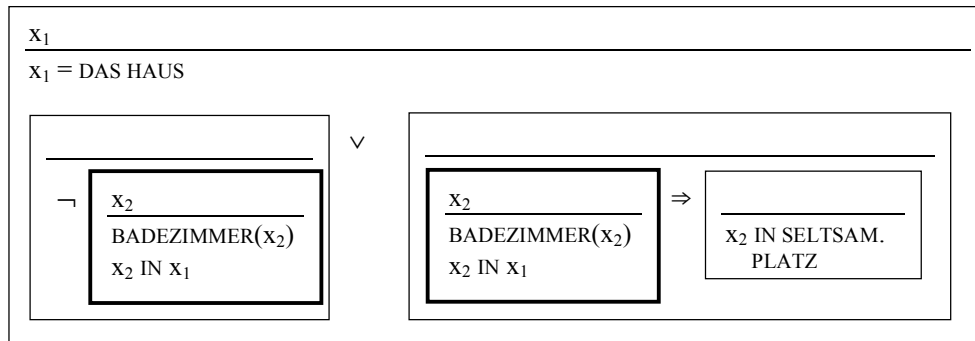 x₁
x₁ = DAS HAUS
∨
¬ x₂ x₂ ⇒
BADEZIMMER(x₂) BADEZIMMER(x₂) x₂ IN SELTSAM.
x₂ IN x₁ x₂ IN x₁ PLATZ